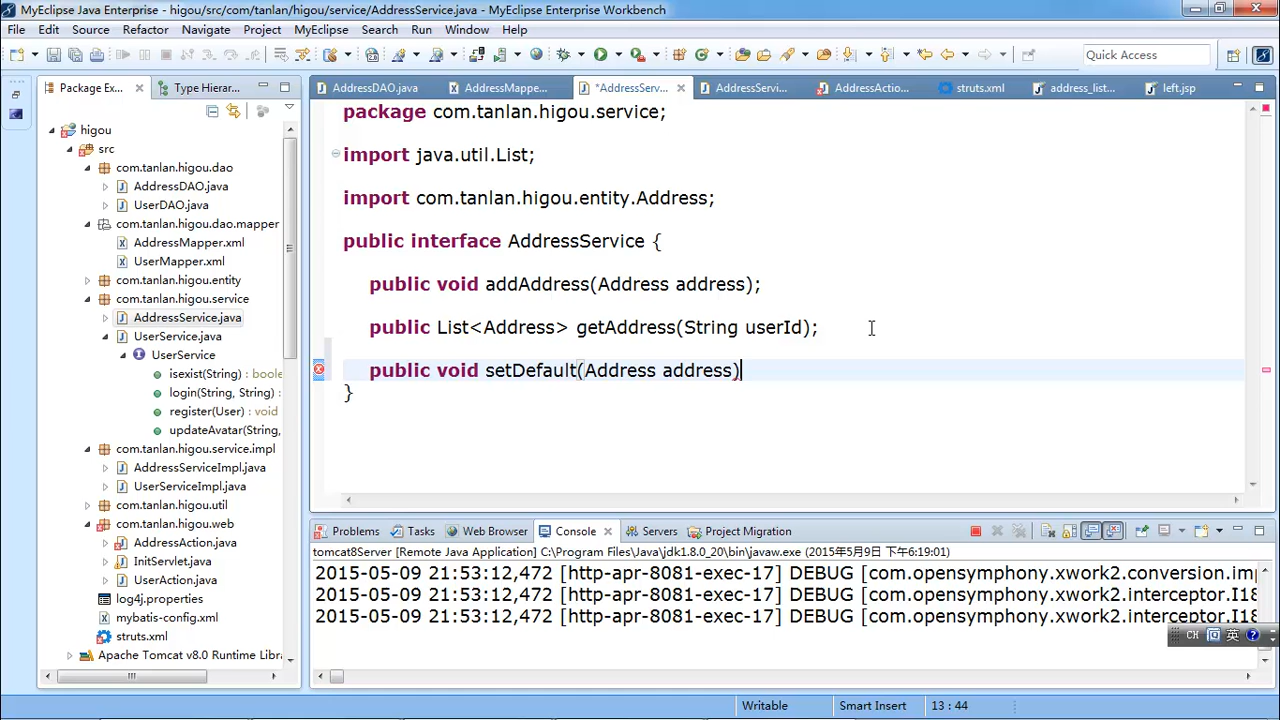 MyEclipse Java Enterprise - higou/src/com/tanlan/higou/service/AddressService.java - MyEclipse Enterprise Workbench
File Edit Source Refactor Navigate Project MyEclipse Search Run Window Help
Quick Access
Package Ex... Type Hierar...
AddressDAO.java AddressMappe... *AddressServ... AddressServi... AddressActio... struts.xml address_list... left.jsp
higou
src
com.tanlan.higou.dao
AddressDAO.java
UserDAO.java
com.tanlan.higou.dao.mapper
AddressMapper.xml
UserMapper.xml
com.tanlan.higou.entity
com.tanlan.higou.service
AddressService.java
UserService.java
UserService
isexist(String) : boolean
login(String, String)
register(User) : void
updateAvatar(String,
com.tanlan.higou.service.impl
AddressServiceImpl.java
UserServiceImpl.java
com.tanlan.higou.util
com.tanlan.higou.web
AddressAction.java
InitServlet.java
UserAction.java
log4j.properties
mybatis-config.xml
struts.xml
Apache Tomcat v8.0 Runtime Libra
package com.tanlan.higou.service;
import java.util.List;
import com.tanlan.higou.entity.Address;
public interface AddressService {
public void addAddress(Address address);
public List<Address> getAddress(String userId);
public void setDefault(Address address)
}
Problems Tasks Web Browser Console Servers Project Migration
tomcat8Server [Remote Java Application] C:\Program Files\Java\jdk1.8.0_20\bin\javaw.exe (2015年5月9日 下午6:19:01)
2015-05-09 21:53:12,472 [http-apr-8081-exec-17] DEBUG [com.opensymphony.xwork2.conversion.imp
2015-05-09 21:53:12,472 [http-apr-8081-exec-17] DEBUG [com.opensymphony.xwork2.interceptor.I18
2015-05-09 21:53:12,472 [http-apr-8081-exec-17] DEBUG [com.opensymphony.xwork2.interceptor.I18
CH 英
Writable Smart Insert 13 : 44